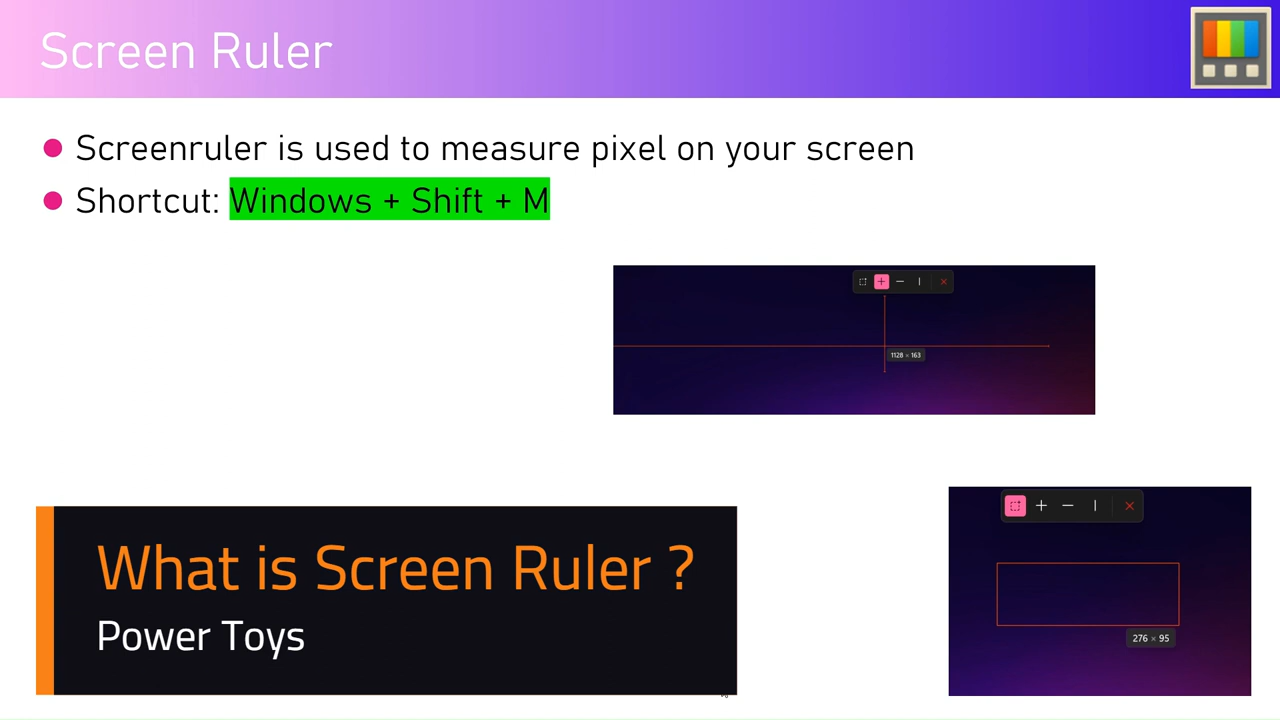 Screen Ruler
Screenruler is used to measure pixel on your screen
Shortcut: Windows + Shift + M
1128 × 163
What is Screen Ruler ?
Power Toys
276 × 95